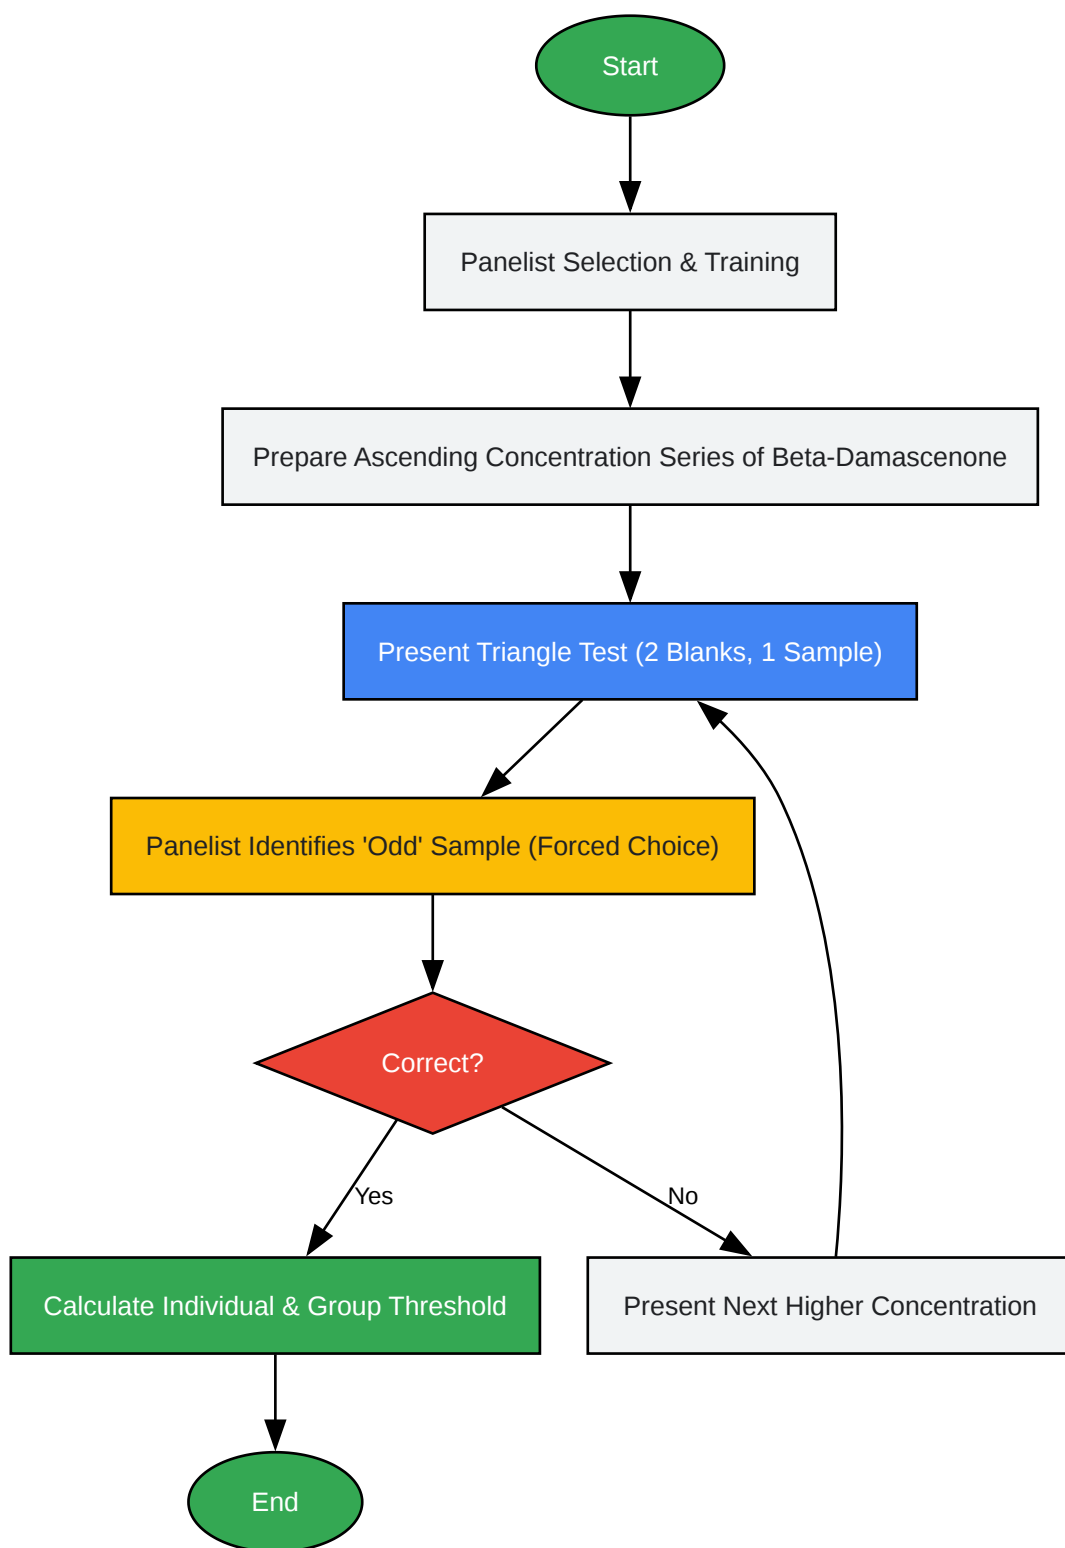 Start
Panelist Selection & Training
Prepare Ascending Concentration Series of Beta-Damascenone
Present Triangle Test (2 Blanks, 1 Sample)
Panelist Identifies 'Odd' Sample (Forced Choice)
Correct?
Yes
No
Calculate Individual & Group Threshold
Present Next Higher Concentration
End